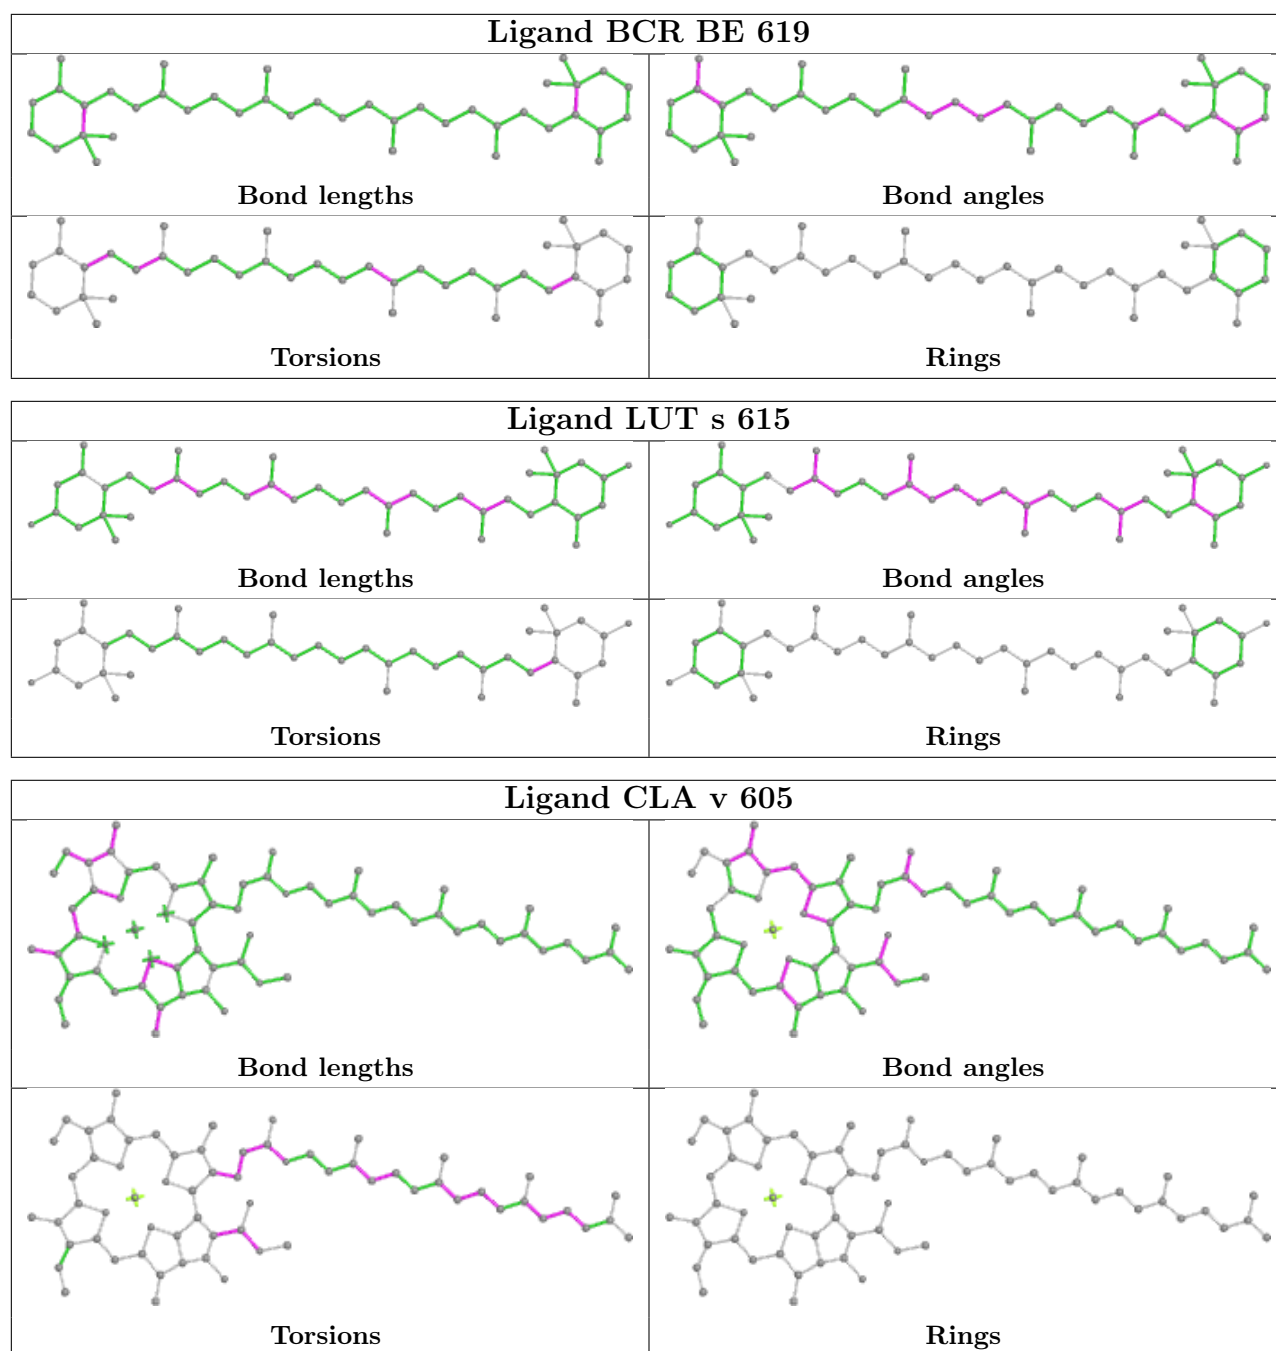 Ligand BCR BE 619
Bond lengths
Bond angles
Torsions
Rings
Ligand LUT s 615
Bond lengths
Bond angles
Torsions
Rings
Ligand CLA v 605
Bond lengths
Bond angles
Torsions
Rings